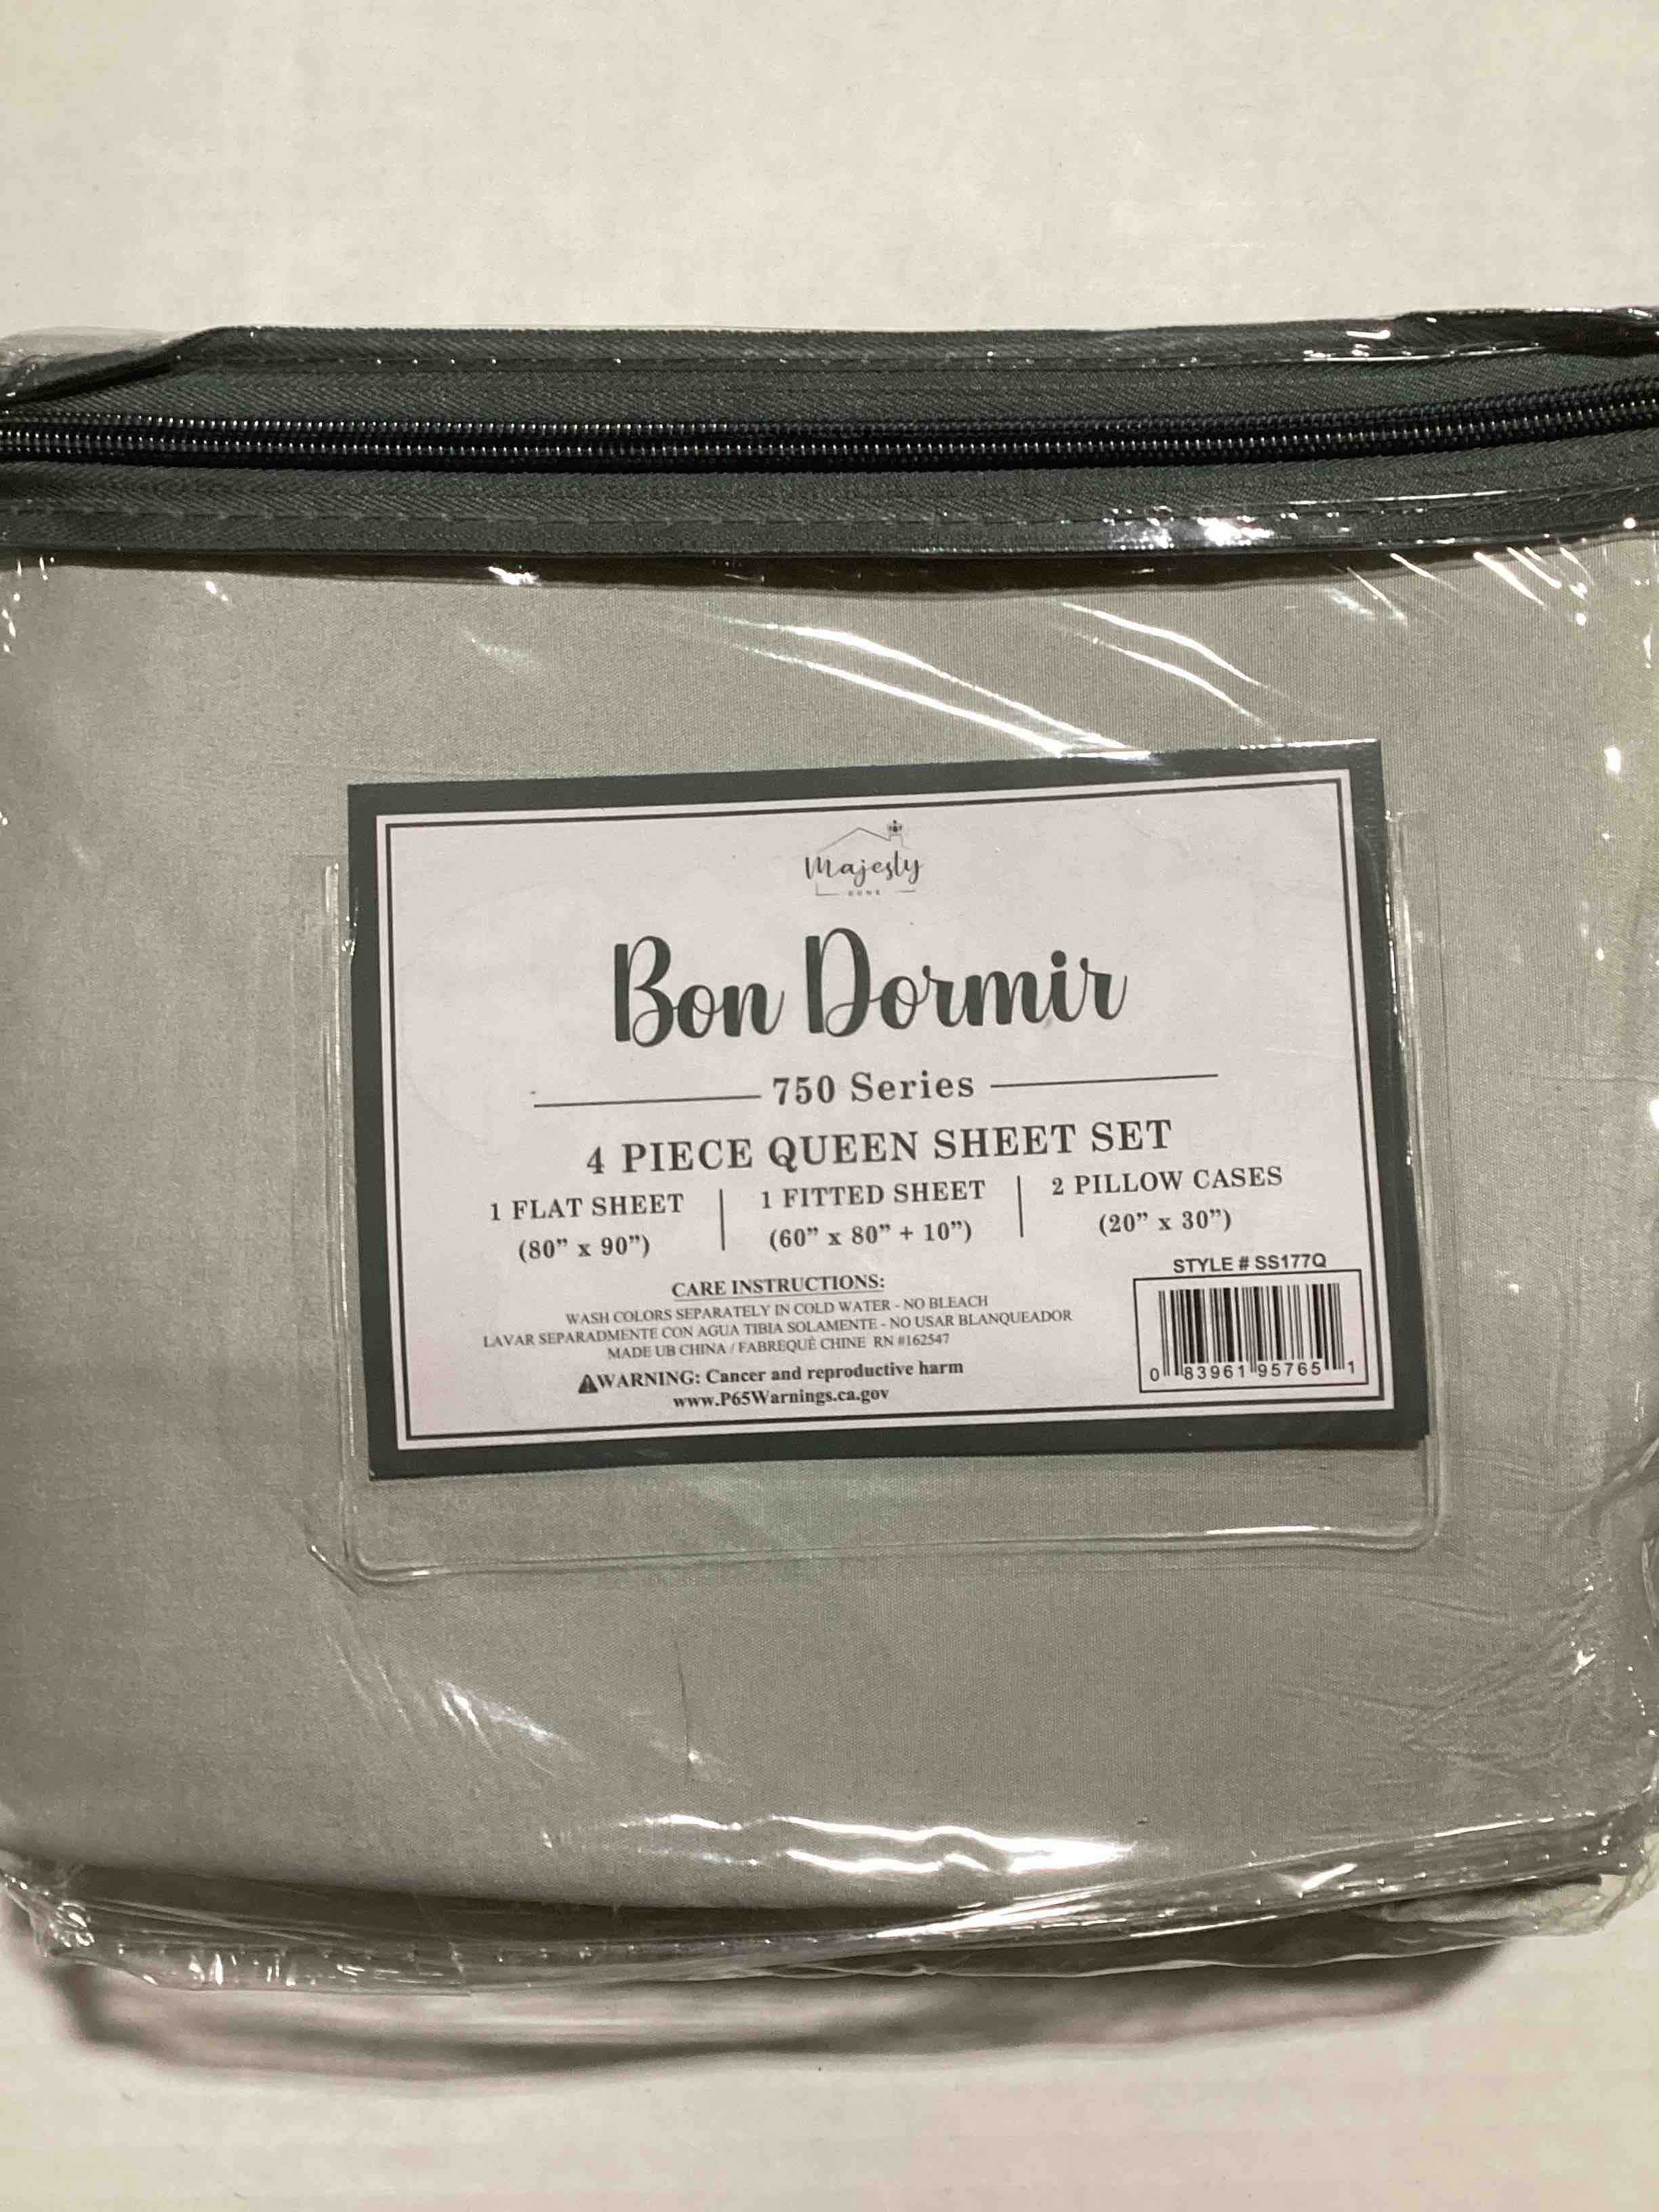 Majesty
HOME
Bon Dormir
750 Series
4 PIECE QUEEN SHEET SET
1 FLAT SHEET
(80” x 90”)
1 FITTED SHEET
(60” x 80” + 10”)
2 PILLOW CASES
(20” x 30”)
CARE INSTRUCTIONS:
WASH COLORS SEPARATELY IN COLD WATER - NO BLEACH
LAVAR SEPARADMENTE CON AGUA TIBIA SOLAMENTE - NO USAR BLANQUEADOR
MADE UB CHINA / FABREQUÉ CHINE RN #162547
⚠WARNING: Cancer and reproductive harm
www.P65Warnings.ca.gov
STYLE # SS177Q
0 83961 95765 1